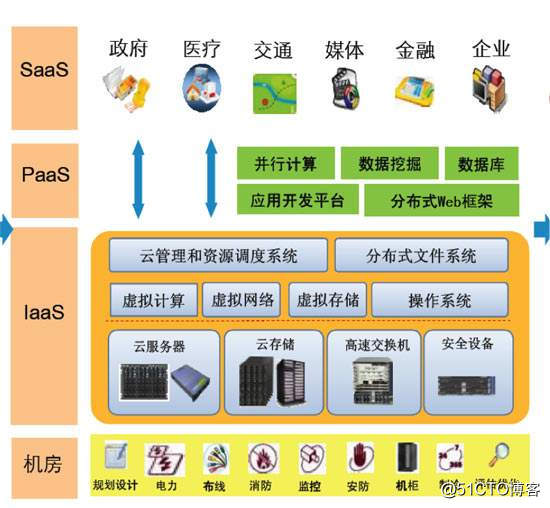 SaaS
政府 医疗 交通 媒体 金融 企业
PaaS
并行计算 数据挖掘 数据库
应用开发平台 分布式Web框架
IaaS
云管理和资源调度系统 分布式文件系统
虚拟计算 虚拟网络 虚拟存储 操作系统
云服务器 云存储 高速交换机 安全设备
机房
24 7
365
规划设计 电力 布线 消防 监控 安防 机柜
@51CTO博客